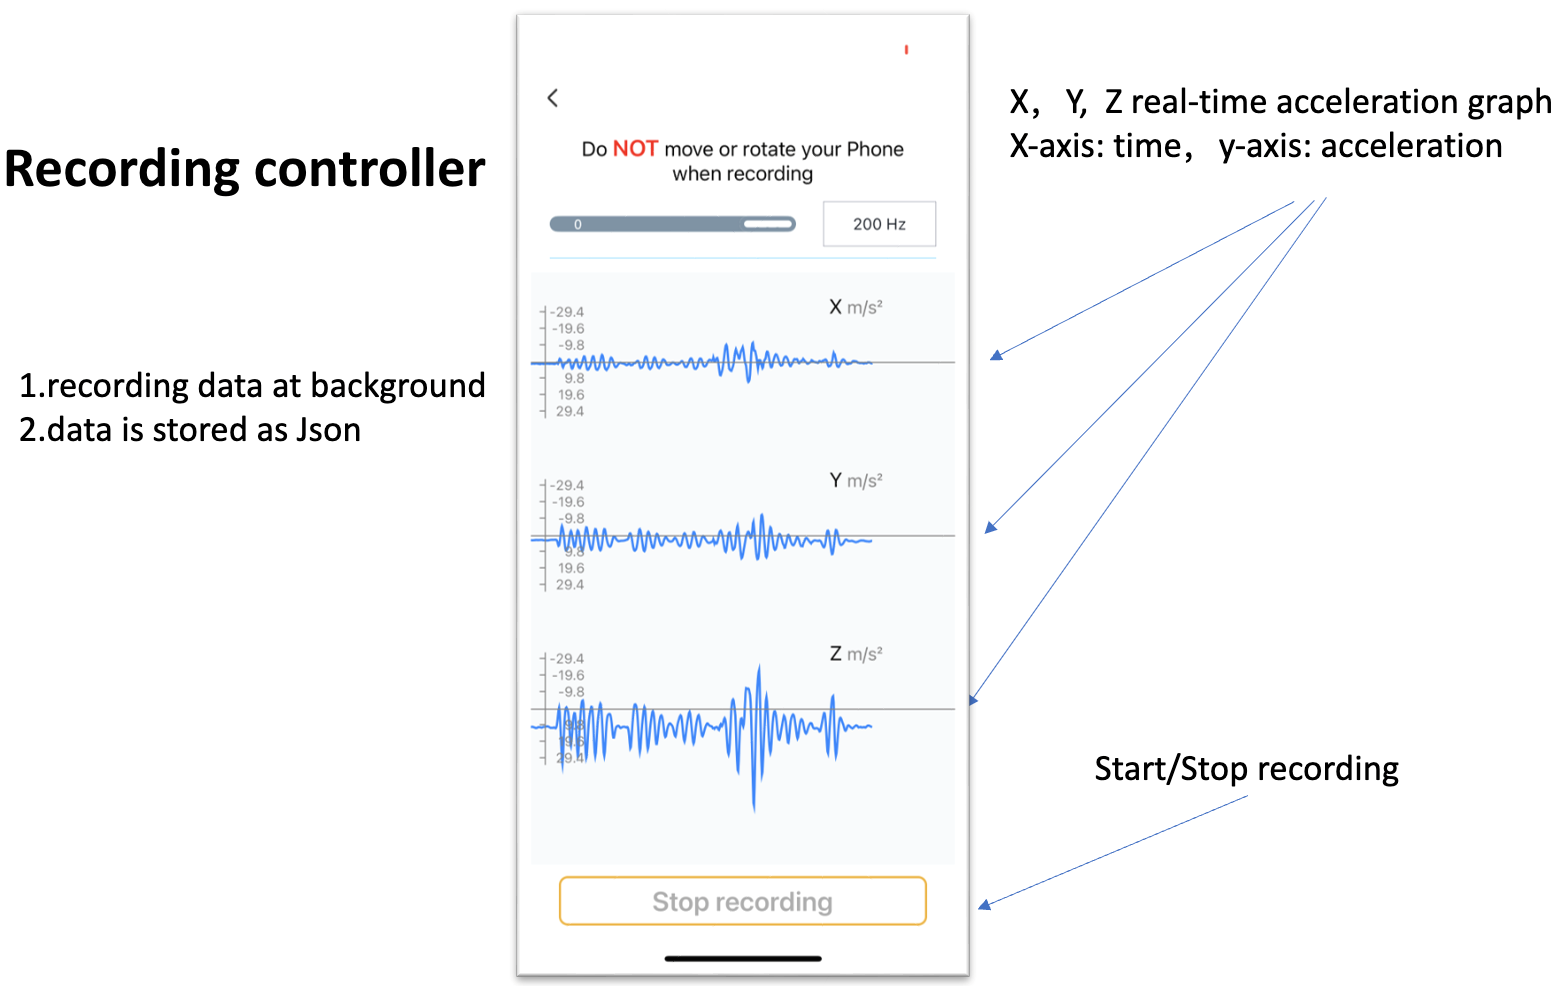 Recording controller
1.recording data at background
2.data is stored as Json
Do NOT move or rotate your Phone
when recording
0
200 Hz
X m/s²
-29.4
-19.6
-9.8
9.8
19.6
29.4
Y m/s²
-29.4
-19.6
-9.8
9.8
19.6
29.4
Z m/s²
-29.4
-19.6
-9.8
9.8
19.6
29.4
Stop recording
X， Y, Z real-time acceleration graph
X-axis: time， y-axis: acceleration
Start/Stop recording